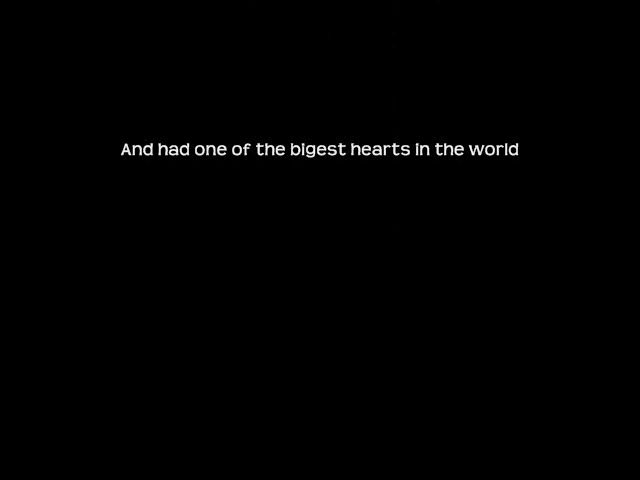 And had one of the bigest hearts in the world